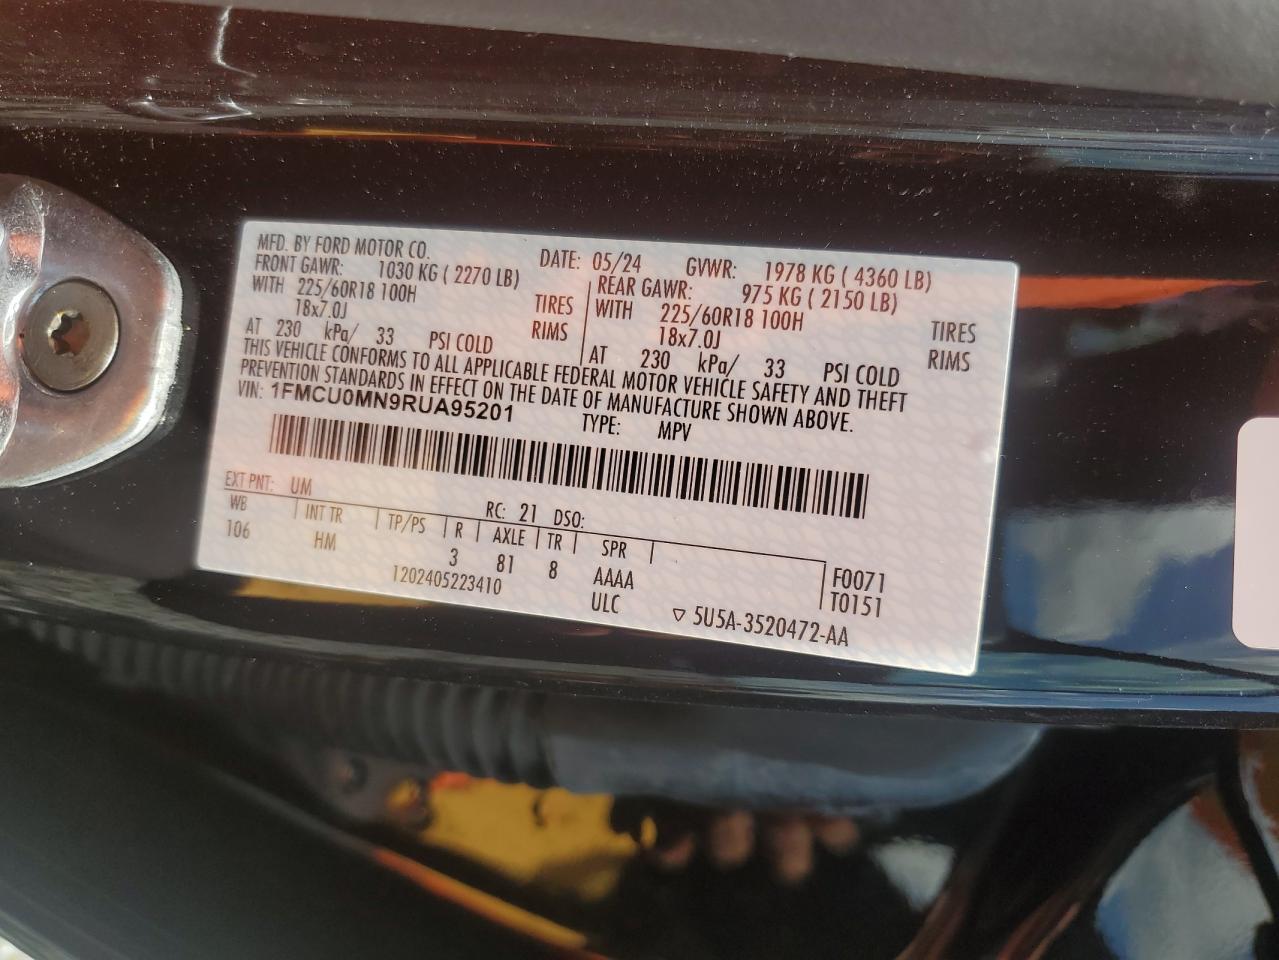 MFD. BY FORD MOTOR CO. DATE: 05/24 GVWR: 1978 KG ( 4360 LB)
FRONT GAWR: 1030 KG ( 2270 LB) REAR GAWR: 975 KG ( 2150 LB)
WITH 225/60R18 100H TIRES WITH 225/60R18 100H TIRES
18x7.0J RIMS 18x7.0J RIMS
AT 230 kPa/ 33 PSI COLD AT 230 kPa/ 33 PSI COLD
THIS VEHICLE CONFORMS TO ALL APPLICABLE FEDERAL MOTOR VEHICLE SAFETY AND THEFT
PREVENTION STANDARDS IN EFFECT ON THE DATE OF MANUFACTURE SHOWN ABOVE.
VIN: 1FMCU0MN9RUA95201 TYPE: MPV
EXT PNT: UM RC: 21 DSO:
WB | INT TR | TP/PS | R | AXLE | TR | SPR |
106 HM 3 81 8 AAAA F0071
1202405223410 ULC ▽ 5U5A-3520472-AA T0151